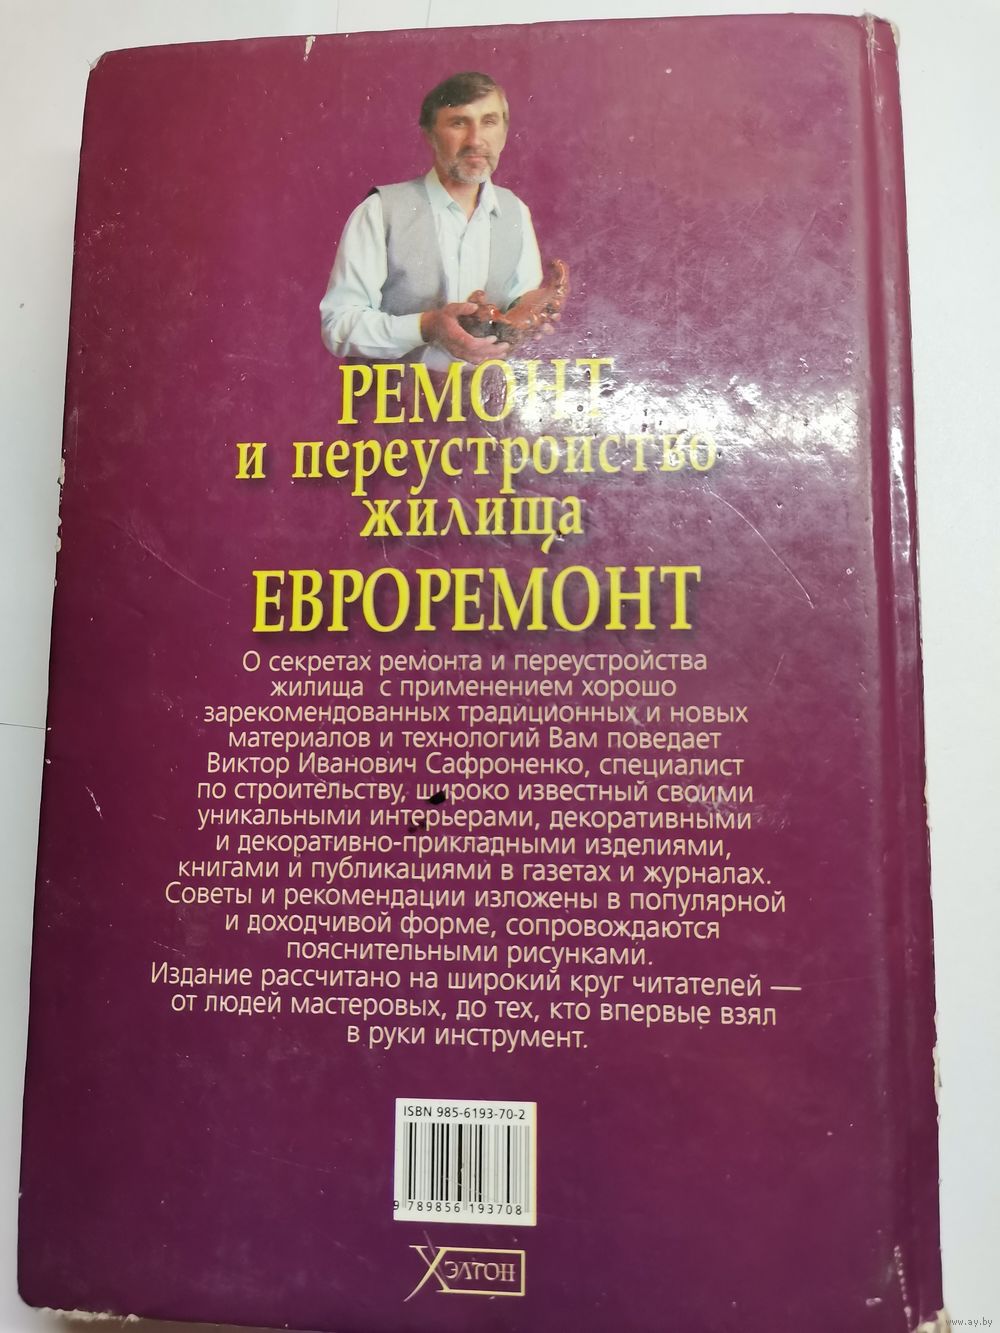 РЕМОНТ
и переустройство
жилища
ЕВРОРЕМОНТ
О секретах ремонта и переустройства
жилища с применением хорошо
зарекомендованных традиционных и новых
материалов и технологий Вам поведает
Виктор Иванович Сафроненко, специалист
по строительству, широко известный своими
уникальными интерьерами, декоративными
и декоративно-прикладными изделиями,
книгами и публикациями в газетах и журналах.
Советы и рекомендации изложены в популярной
и доходчивой форме, сопровождаются
пояснительными рисунками.
Издание рассчитано на широкий круг читателей —
от людей мастеровых, до тех, кто впервые взял
в руки инструмент.
ISBN 985-6193-70-2
9 789856 193708
Хэлтон
www.ay.by